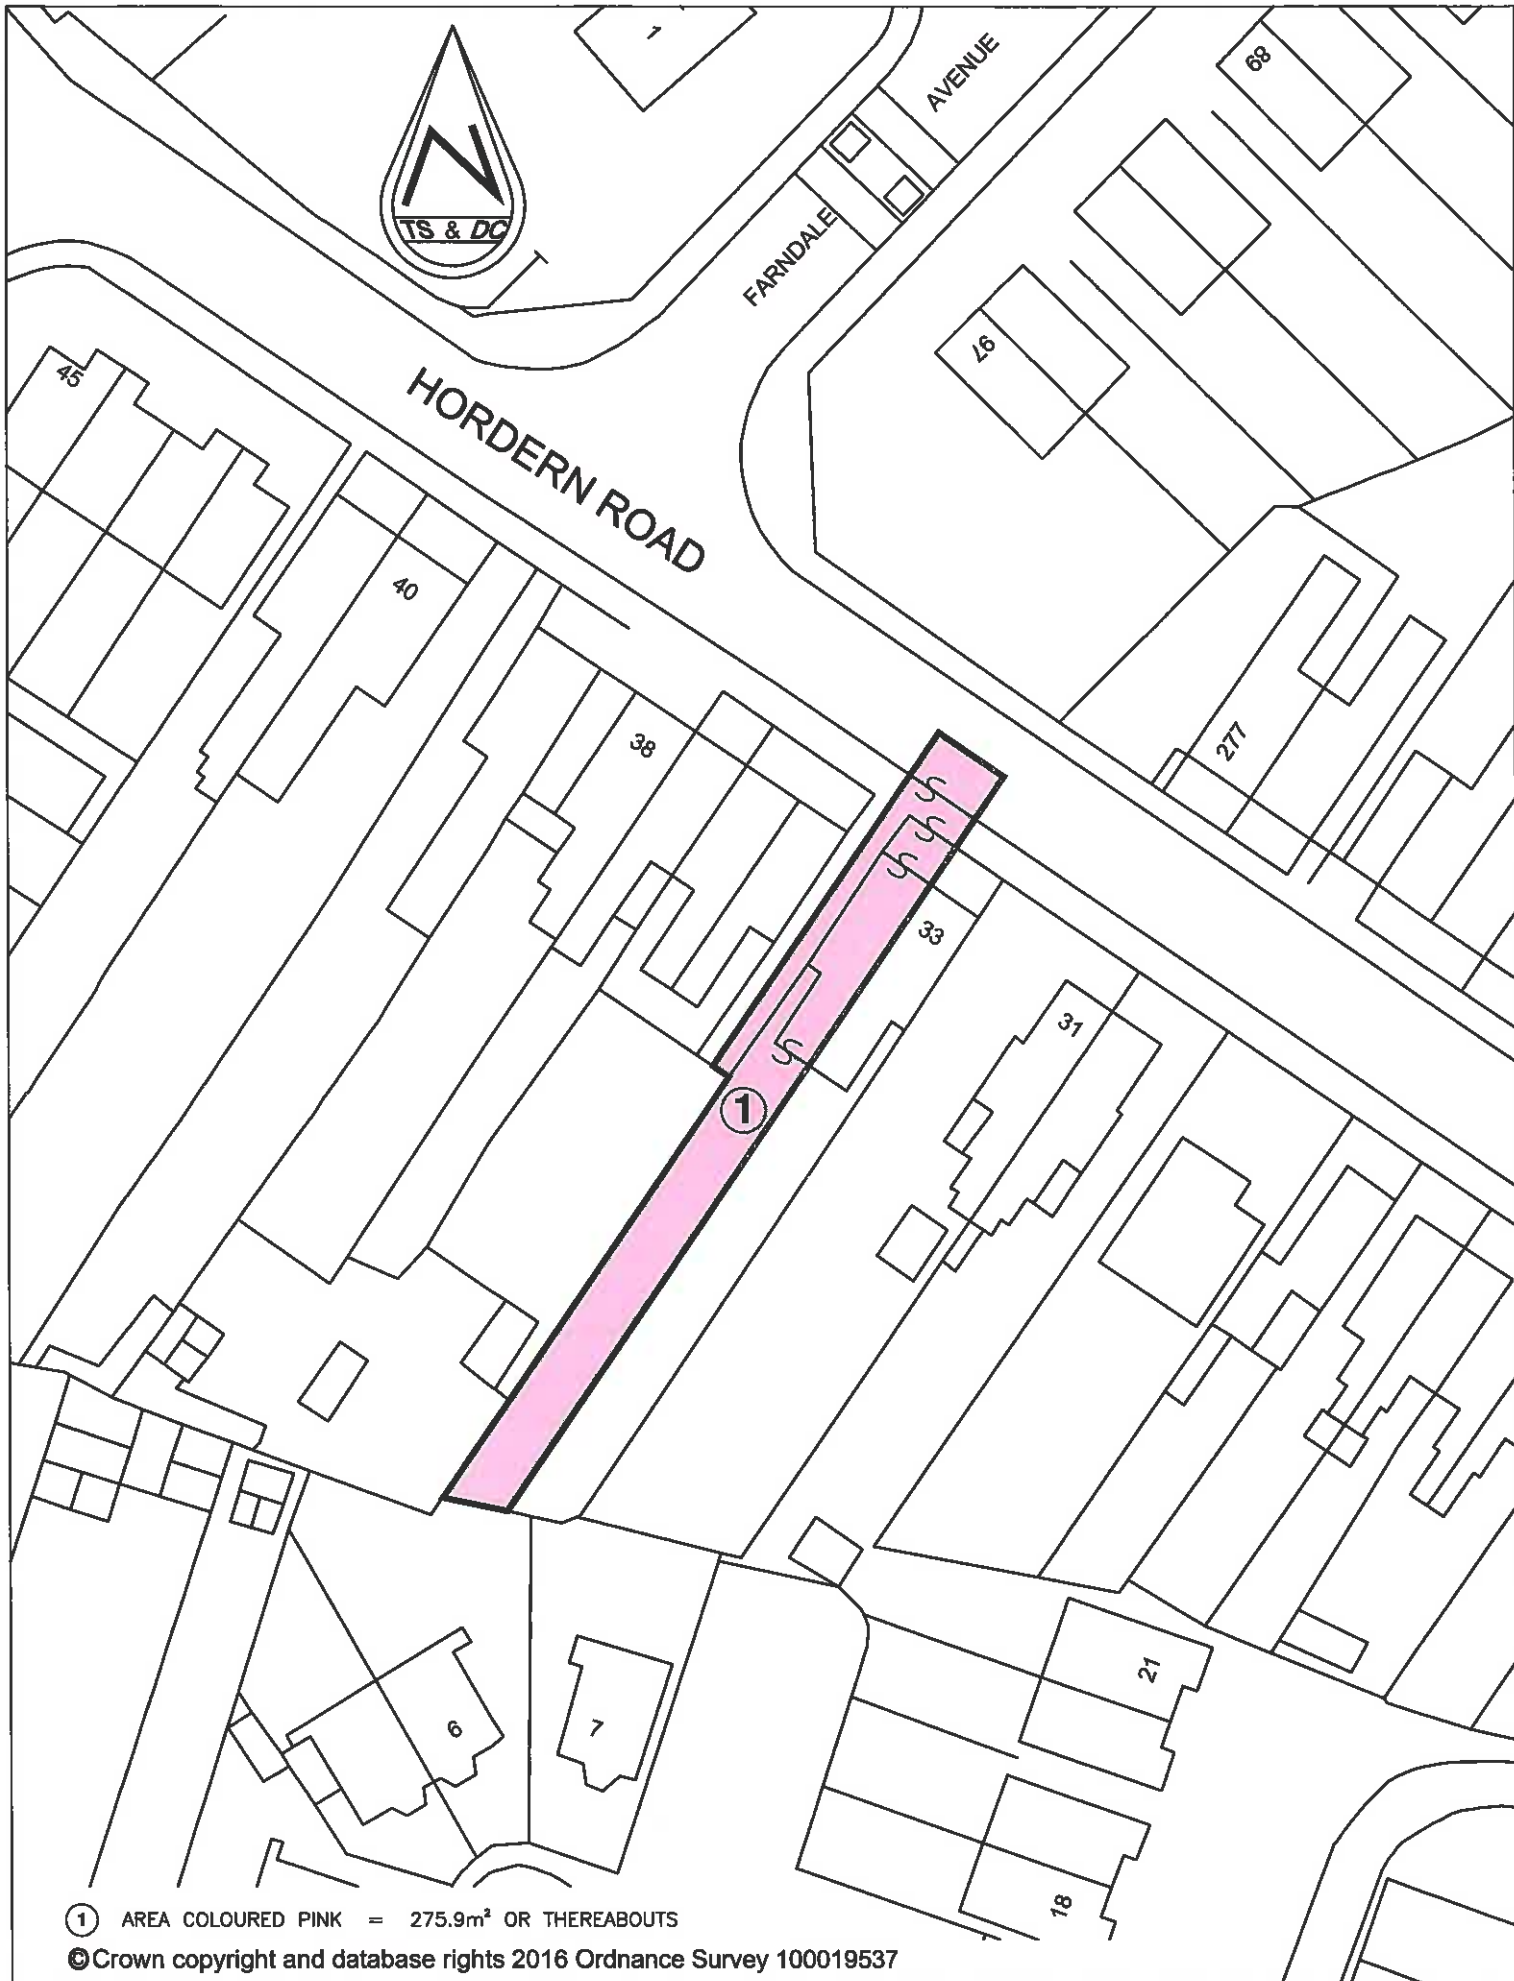 1
AVENUE
68
TS & DC
FARNDALE
97
45
HORDERN ROAD
40
38
277
33
31
1
21
6
7
18
1 AREA COLOURED PINK = 275.9m² OR THEREABOUTS
©Crown copyright and database rights 2016 Ordnance Survey 100019537